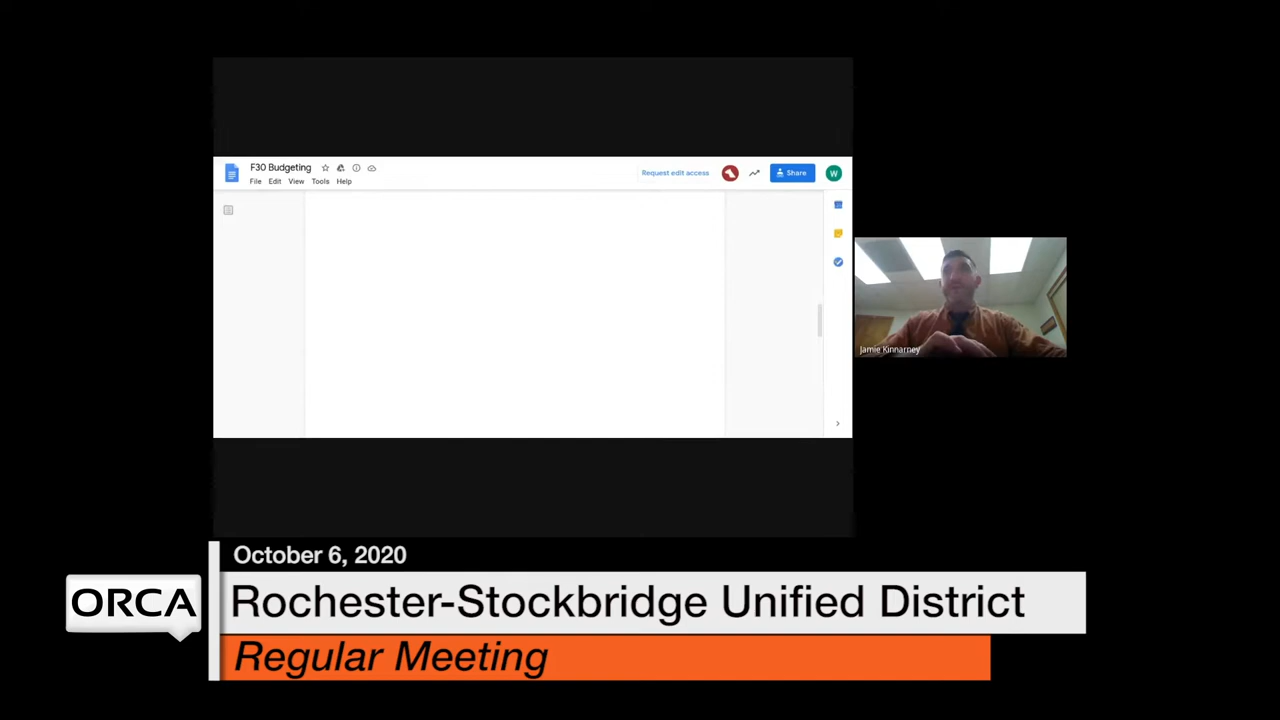 F30 Budgeting
Request edit access
Share
W
File Edit View Tools Help
Jamie Kinnarney
October 6, 2020
ORCA
Rochester-Stockbridge Unified District
Regular Meeting